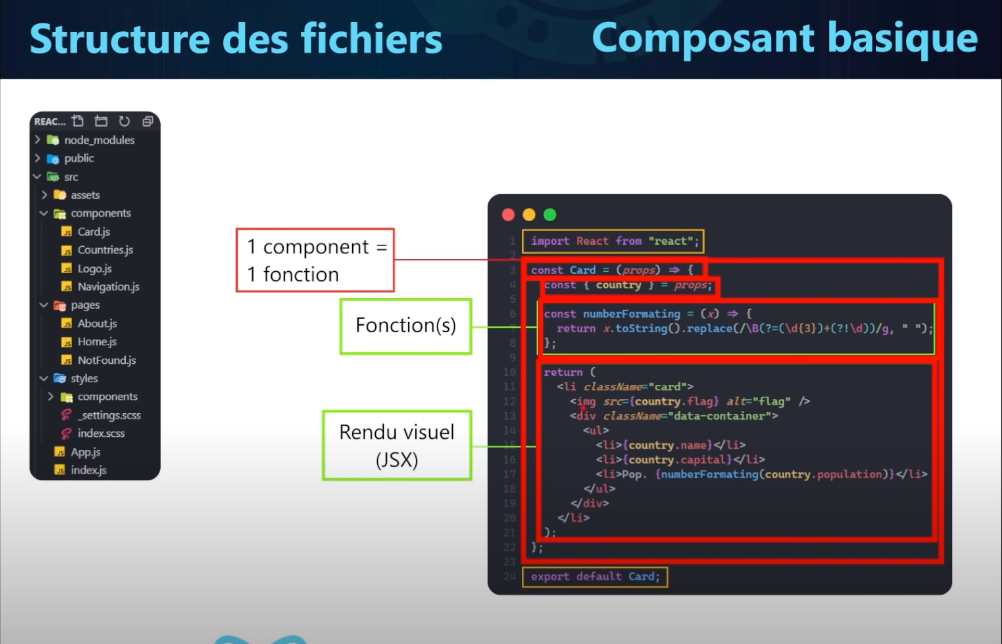 Structure des fichiers
Composant basique
REAC...
node_modules
public
src
assets
components
Card.js
Countries.js
Logo.js
Navigation.js
pages
About.js
Home.js
NotFound.js
styles
components
_settings.scss
index.scss
App.js
index.js
1 component =
1 fonction
Fonction(s)
Rendu visuel
(JSX)
1 import React from "react";
2
3 const Card = (props) => {
4 const { country } = props;
5
6 const numberFormating = (x) => {
7 return x.toString().replace(/\B(?=(\d{3})+(?!\d))/g, " ");
8 };
9
10 return (
11 <li className="card">
12 <img src={country.flag} alt="flag" />
13 <div className="data-container">
14 <ul>
15 <li>{country.name}</li>
16 <li>{country.capital}</li>
17 <li>Pop. {numberFormating(country.population)}</li>
18 </ul>
19 </div>
20 </li>
21 );
22 };
23
24 export default Card;